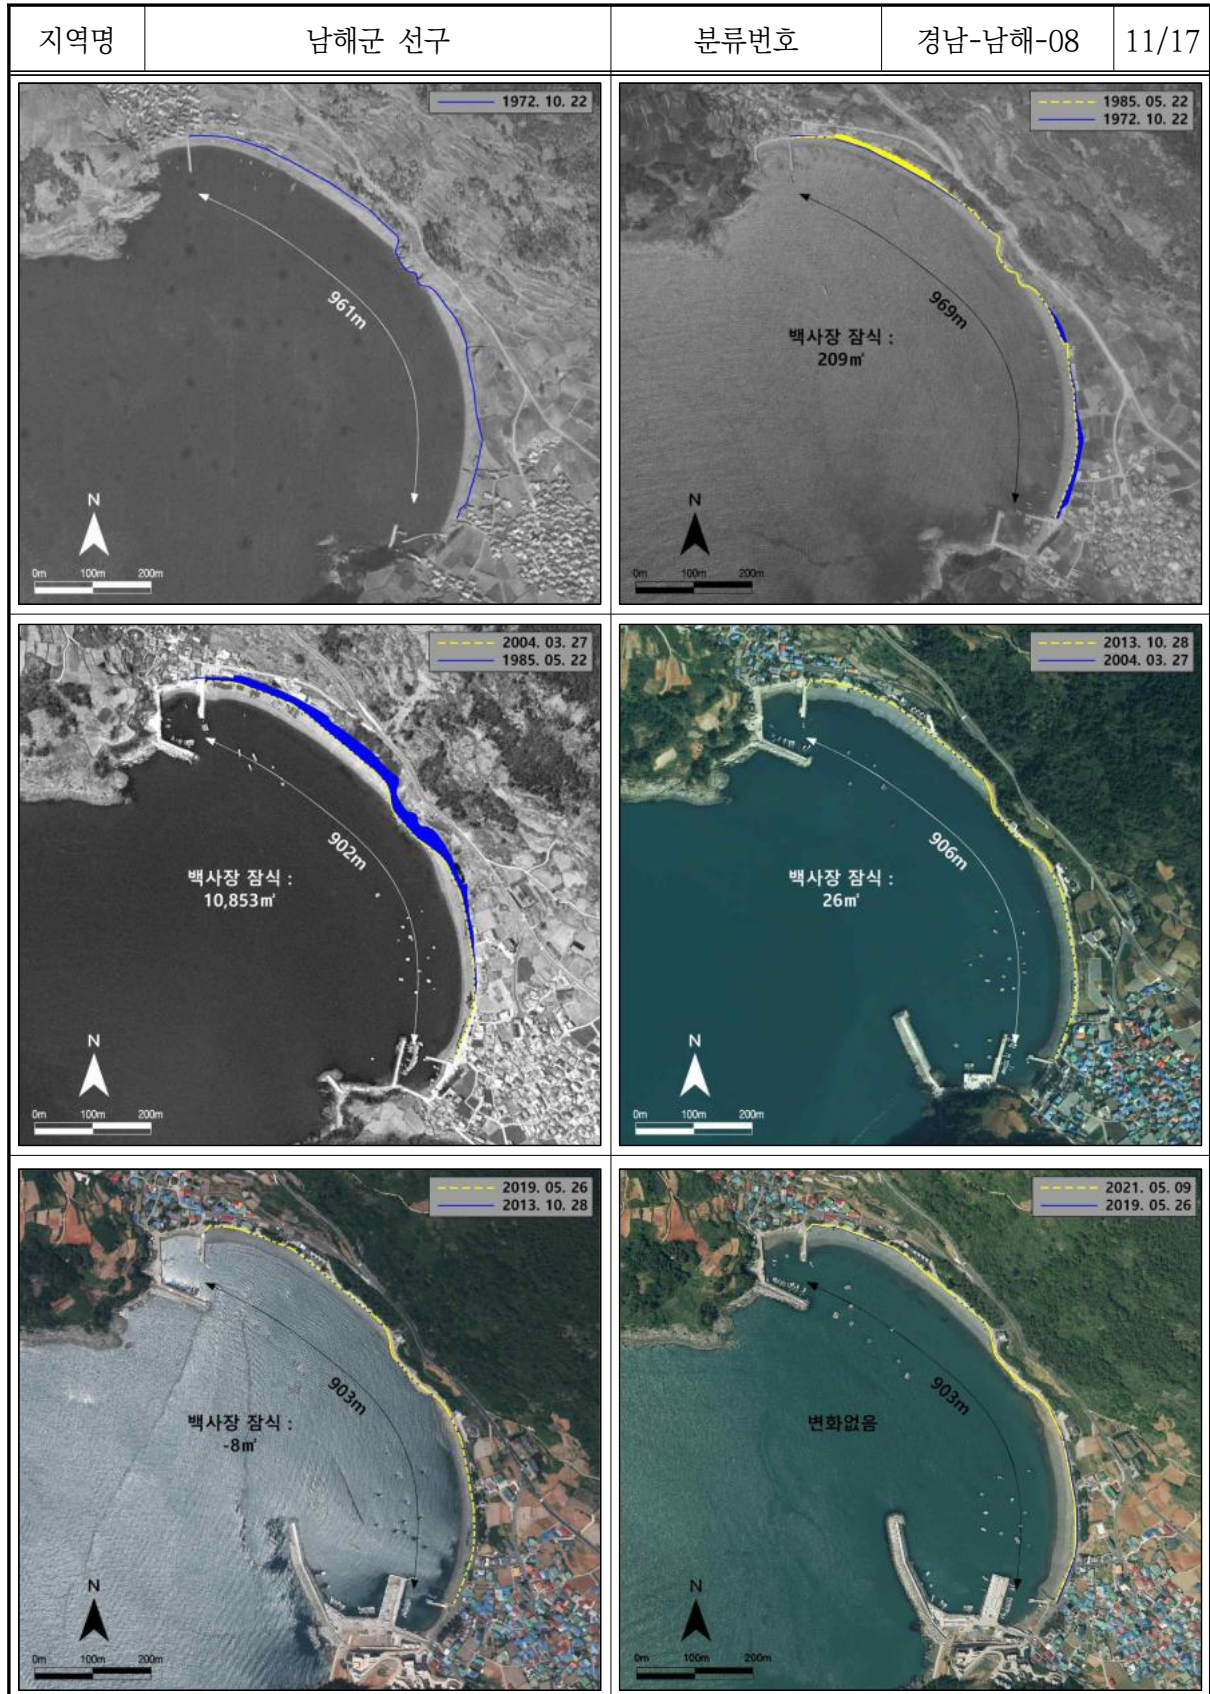 지역명 남해군 선구 분류번호 경남-남해-08 11/17
1972. 10. 22
961m
N
0m 100m 200m
1985. 05. 22
1972. 10. 22
969m
백사장 잠식 :
209㎡
N
0m 100m 200m
2004. 03. 27
1985. 05. 22
902m
백사장 잠식 :
10,853㎡
N
0m 100m 200m
2013. 10. 28
2004. 03. 27
906m
백사장 잠식 :
26㎡
N
0m 100m 200m
2019. 05. 26
2013. 10. 28
903m
백사장 잠식 :
-8㎡
N
0m 100m 200m
2021. 05. 09
2019. 05. 26
903m
변화없음
N
0m 100m 200m